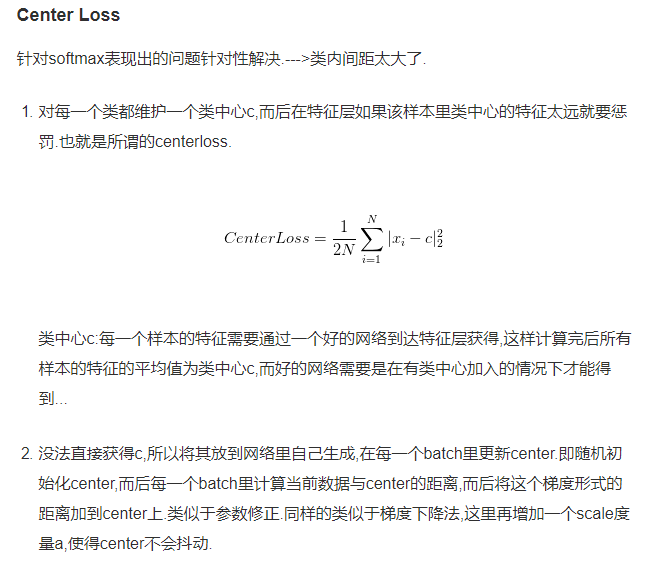 Center Loss
针对softmax表现出的问题针对性解决.--->类内间距太大了.
1. 对每一个类都维护一个类中心c,而后在特征层如果该样本里类中心的特征太远就要惩
罚.也就是所谓的centerloss.
CenterLoss = \frac{1}{2N} \sum_{i=1}^{N} |x_i - c|_2^2
类中心c:每一个样本的特征需要通过一个好的网络到达特征层获得,这样计算完后所有
样本的特征的平均值为类中心c,而好的网络需要是在有类中心加入的情况下才能得
到...
2. 没法直接获得c,所以将其放到网络里自己生成,在每一个batch里更新center.即随机初
始化center,而后每一个batch里计算当前数据与center的距离,而后将这个梯度形式的
距离加到center上.类似于参数修正.同样的类似于梯度下降法,这里再增加一个scale度
量a,使得center不会抖动.